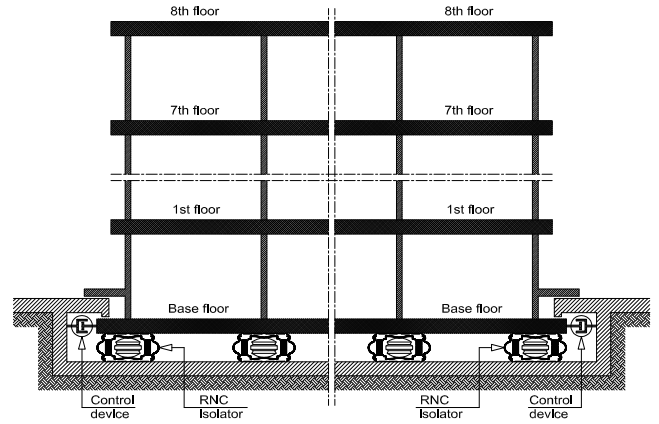 8th floor
8th floor
7th floor
7th floor
1st floor
1st floor
Base floor
Base floor
Control
device
RNC
Isolator
RNC
Isolator
Control
device